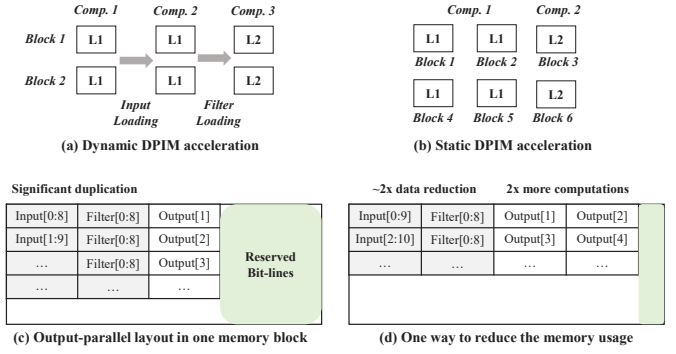 Comp. 1 Comp. 2 Comp. 3
Block 1 L1 L1 L2
Block 2 L1 L1 L2
Input Loading
Filter Loading
(a) Dynamic DPIM acceleration
Comp. 1 Comp. 2
L1 L1 L2
Block 1 Block 2 Block 3
L1 L1 L2
Block 4 Block 5 Block 6
(b) Static DPIM acceleration
Significant duplication
Input[0:8] Filter[0:8] Output[1]
Input[1:9] Filter[0:8] Output[2]
… Filter[0:8] Output[3]
… … …
Reserved
Bit-lines
(c) Output-parallel layout in one memory block
~2x data reduction 2x more computations
Input[0:9] Filter[0:8] Output[1] Output[2]
Input[2:10] Filter[0:8] Output[3] Output[4]
… … … …
(d) One way to reduce the memory usage